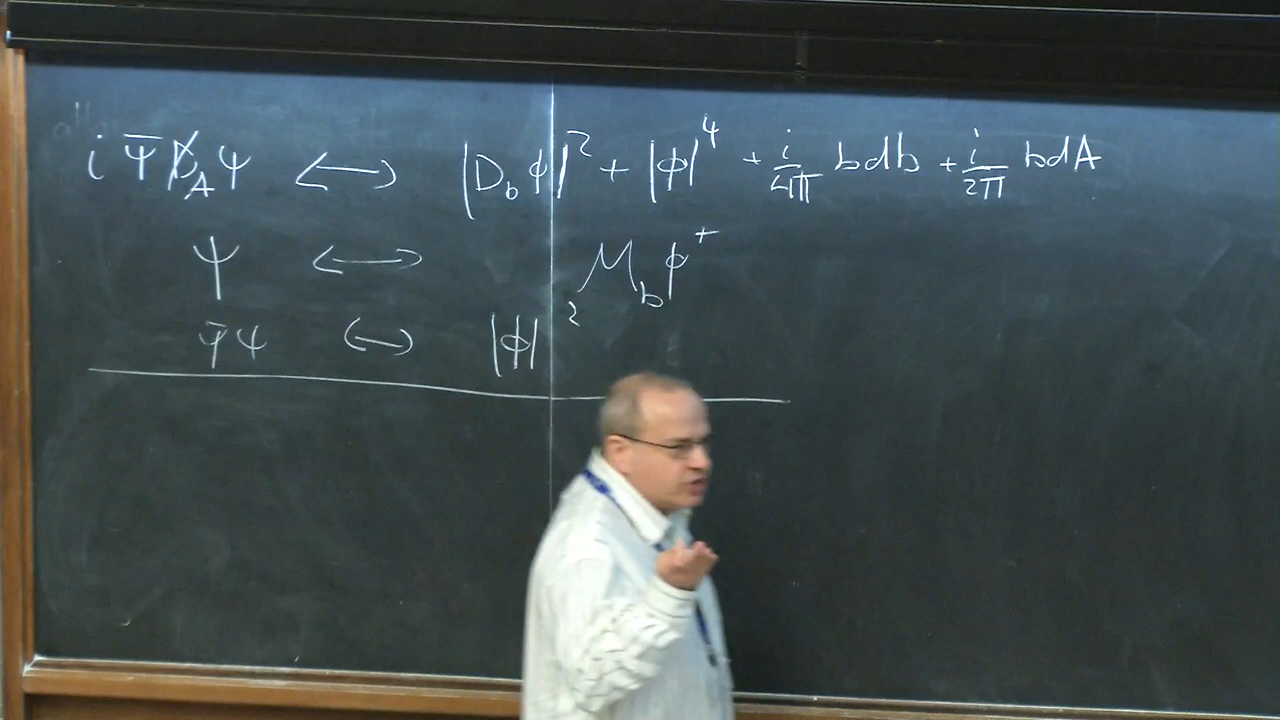 i Ψ̄ D̸_A Ψ ⟷ |D_b ϕ|² + |ϕ|⁴ + i/4π bdb + i/2π bdA
Ψ ⟷ M_b ϕ⁺
Ψ̄Ψ ⟷ |ϕ|²